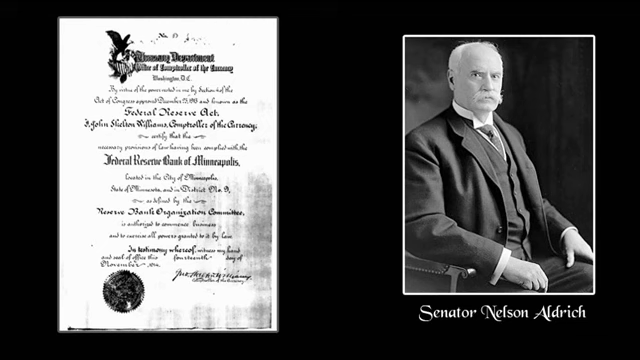 No. 9
Treasury Department
Office of Comptroller of the Currency
Washington, D.C.
By virtue of the power vested in me by Section 4 of the
Act of Congress approved December 23, 1913 and known as the
Federal Reserve Act,
I, John Skelton Williams, Comptroller of the Currency,
certify that the
necessary provisions of law having been complied with the
Federal Reserve Bank of Minneapolis,
located in the City of Minneapolis,
State of Minnesota, and in District No. 9,
as defined by the
Reserve Bank Organization Committee,
is authorized to commence business
and to exercise all powers granted to it by law.
In testimony whereof, witness my hand
and seal of office this fourteenth day of
November, 1914.
Jno. Skelton Williams
Comptroller of the Currency
Senator Nelson Aldrich